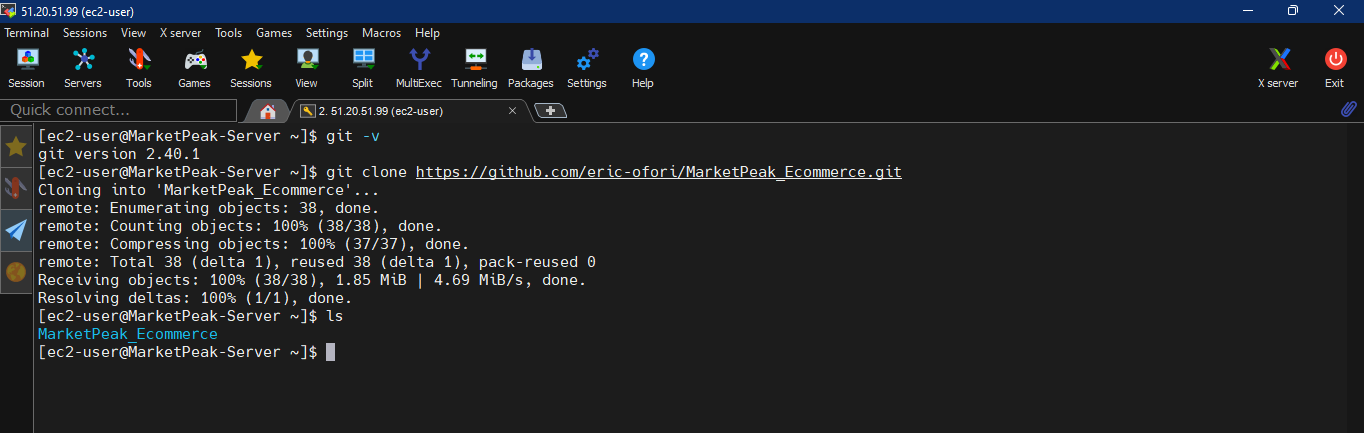 51.20.51.99 (ec2-user)
Terminal Sessions View X server Tools Games Settings Macros Help
Session Servers Tools Games Sessions View Split MultiExec Tunneling Packages Settings Help X server Exit
Quick connect... 2. 51.20.51.99 (ec2-user)
[ec2-user@MarketPeak-Server ~]$ git -v
git version 2.40.1
[ec2-user@MarketPeak-Server ~]$ git clone https://github.com/eric-ofori/MarketPeak_Ecommerce.git
Cloning into 'MarketPeak_Ecommerce'...
remote: Enumerating objects: 38, done.
remote: Counting objects: 100% (38/38), done.
remote: Compressing objects: 100% (37/37), done.
remote: Total 38 (delta 1), reused 38 (delta 1), pack-reused 0
Receiving objects: 100% (38/38), 1.85 MiB | 4.69 MiB/s, done.
Resolving deltas: 100% (1/1), done.
[ec2-user@MarketPeak-Server ~]$ ls
MarketPeak_Ecommerce
[ec2-user@MarketPeak-Server ~]$